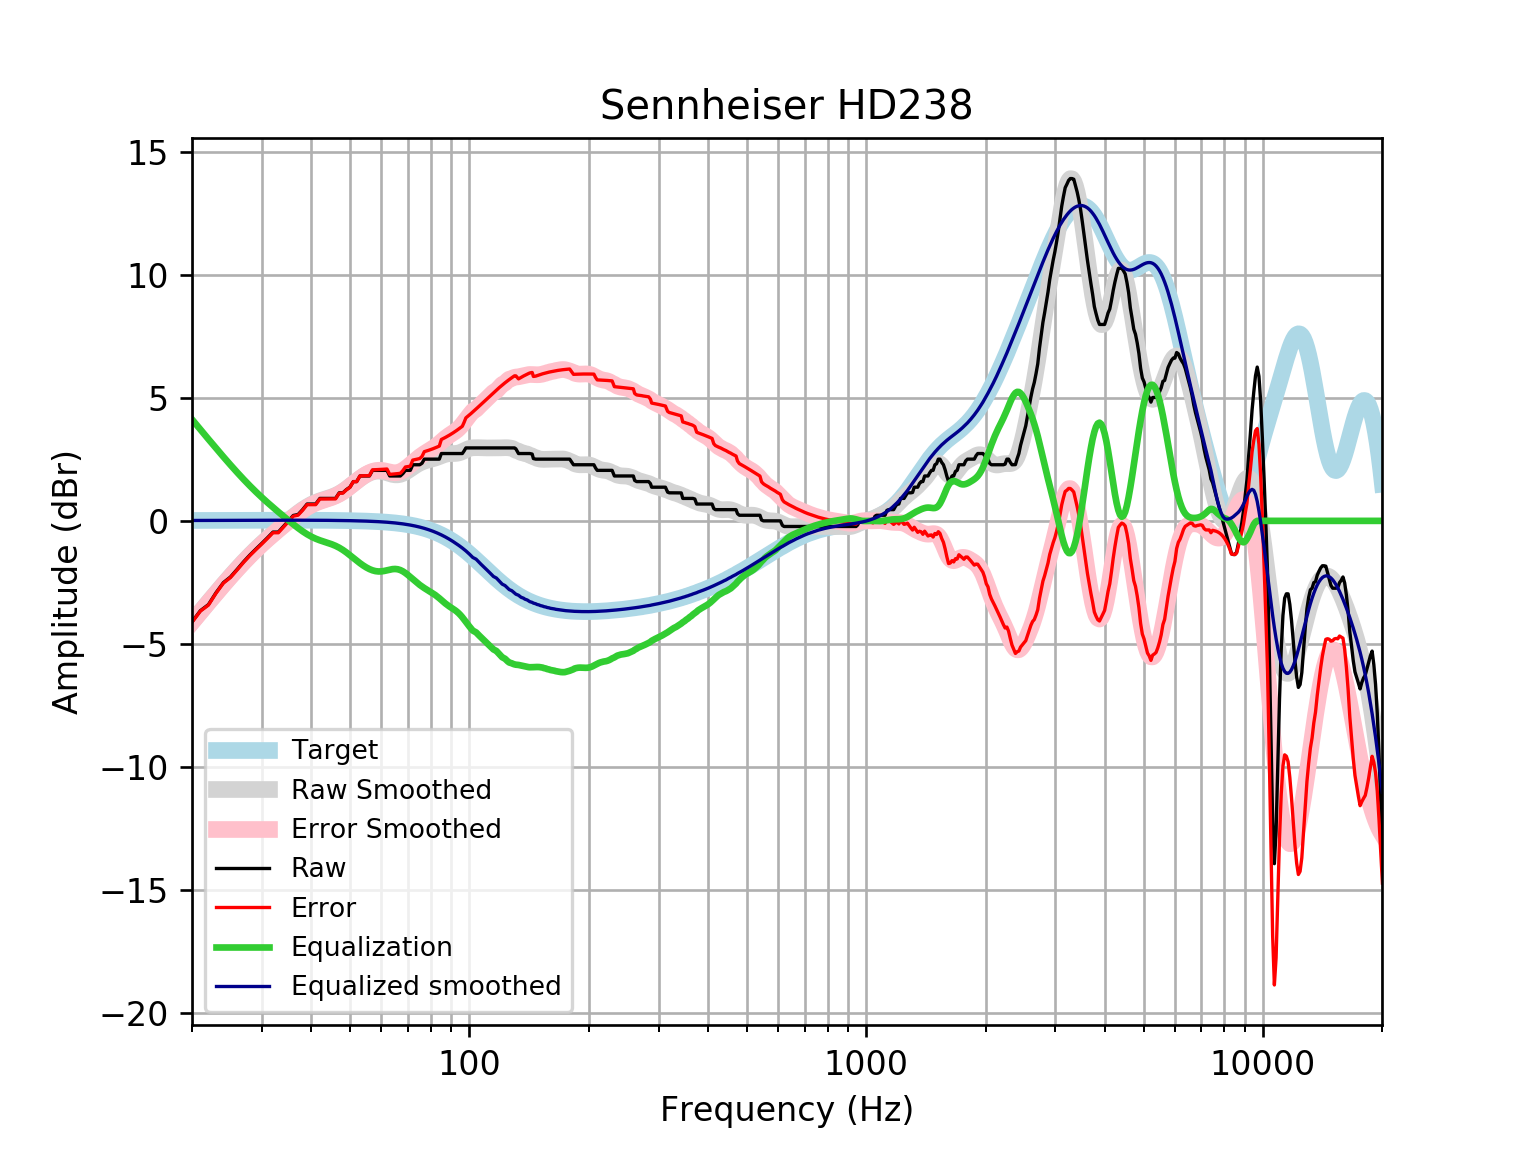 Sennheiser HD238
15
10
5
0
−5
−10
−15
−20
Amplitude (dBr)
Target
Raw Smoothed
Error Smoothed
Raw
Error
Equalization
Equalized smoothed
100 1000 10000
Frequency (Hz)